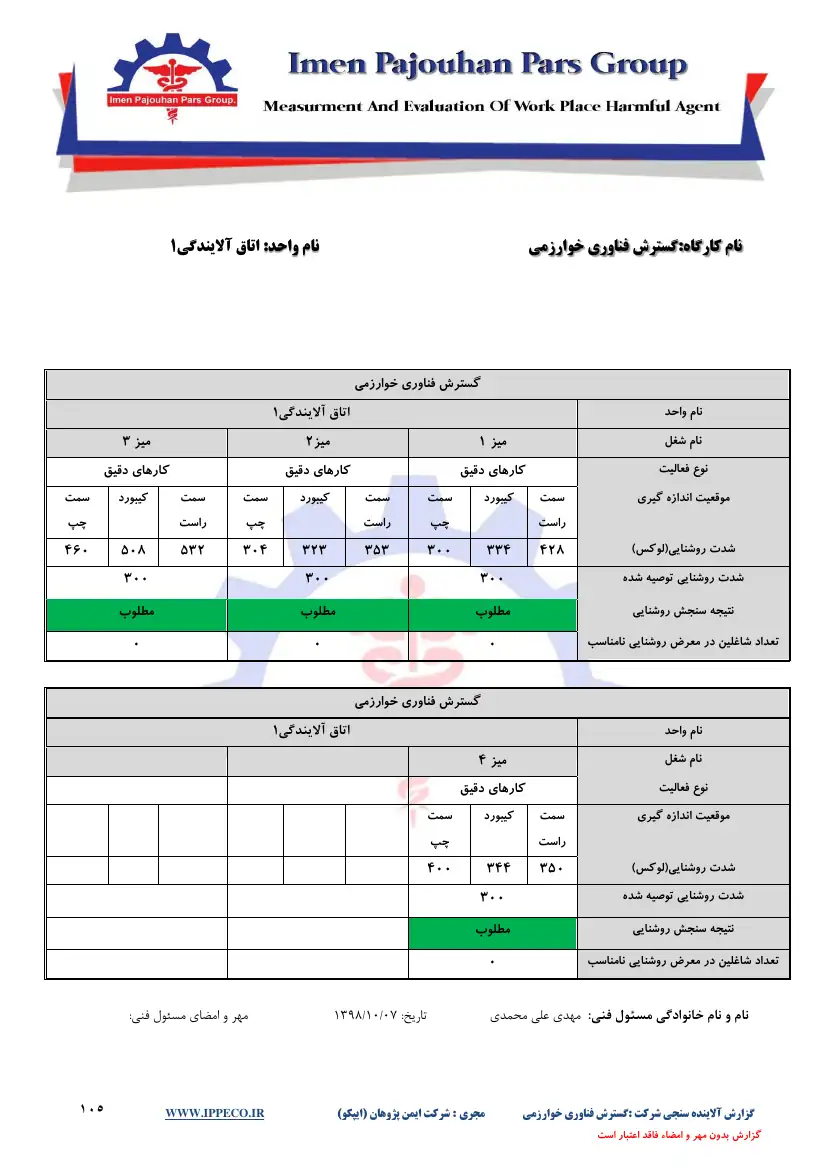 Imen Pajouhan Pars Group
Imen Pajouhan Pars Group.
Measurment And Evaluation Of Work Place Harmful Agent
نام کارگاه:گسترش فناوری خوارزمی نام واحد: اتاق آلایندگی۱
گسترش فناوری خوارزمی
نام واحد اتاق آلایندگی۱
نام شغل میز ۱ میز۲ میز ۳
نوع فعالیت کارهای دقیق کارهای دقیق کارهای دقیق
موقعیت اندازه گیری سمت راست کیبورد سمت چپ سمت راست کیبورد سمت چپ سمت راست کیبورد سمت چپ
شدت روشنایی(لوکس) ۴۲۸ ۳۳۴ ۳۰۰ ۳۵۳ ۳۲۳ ۳۰۴ ۵۳۲ ۵۰۸ ۴۶۰
شدت روشنایی توصیه شده ۳۰۰ ۳۰۰ ۳۰۰
نتیجه سنجش روشنایی مطلوب مطلوب مطلوب
تعداد شاغلین در معرض روشنایی نامناسب ۰ ۰ ۰
گسترش فناوری خوارزمی
نام واحد اتاق آلایندگی۱
نام شغل میز ۴
نوع فعالیت کارهای دقیق
موقعیت اندازه گیری سمت راست کیبورد سمت چپ
شدت روشنایی(لوکس) ۳۵۰ ۳۴۴ ۴۰۰
شدت روشنایی توصیه شده ۳۰۰
نتیجه سنجش روشنایی مطلوب
تعداد شاغلین در معرض روشنایی نامناسب ۰
نام و نام خانوادگی مسئول فنی: مهدی علی محمدی تاریخ: ۱۳۹۸/۱۰/۰۷ مهر و امضای مسئول فنی:
گزارش آلاینده سنجی شرکت :گسترش فناوری خوارزمی مجری : شرکت ایمن پژوهان (ایپکو) WWW.IPPECO.IR ۱۰۵
گزارش بدون مهر و امضاء فاقد اعتبار است